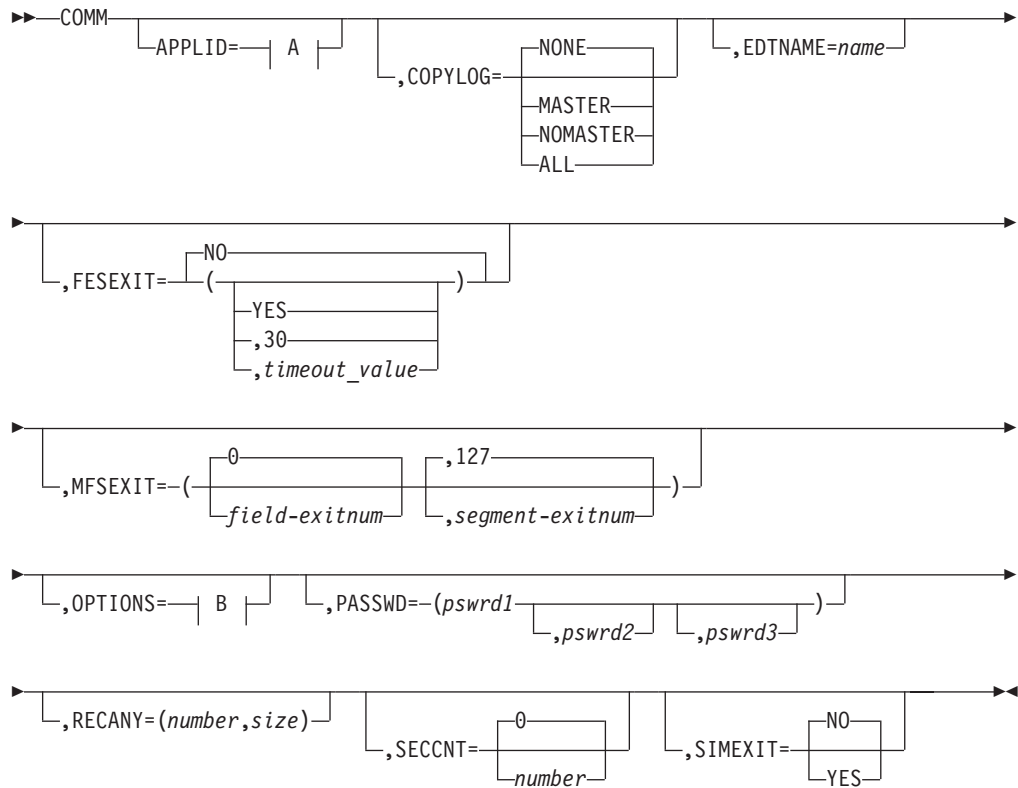 COMM
APPLID= A
,COPYLOG=
NONE
MASTER
NOMASTER
ALL
,EDTNAME=name
,FESEXIT=
NO
( )
YES
,30
,timeout_value
,MFSEXIT= ( )
0
field-exitnum
,127
,segment-exitnum
,OPTIONS= B
,PASSWD= (pswrd1 )
,pswrd2
,pswrd3
,RECANY=(number,size)
,SECCNT=
0
number
,SIMEXIT=
NO
YES